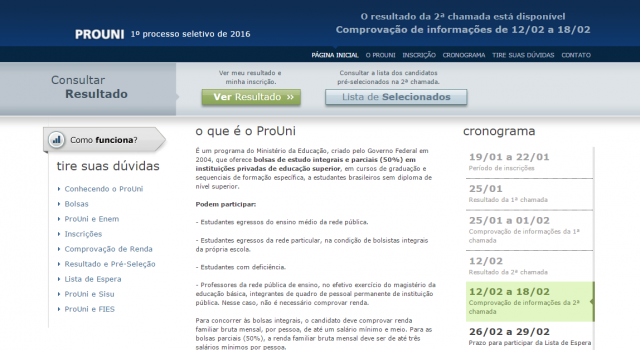 O resultado da 2ª chamada está disponível
PROUNI 1º processo seletivo de 2016
Comprovação de informações de 12/02 a 18/02
PÁGINA INICIAL O PROUNI INSCRIÇÃO CRONOGRAMA TIRE SUAS DÚVIDAS CONTATO
Consultar
Resultado
Ver meu resultado e
minha inscrição.
Ver Resultado >>
Consultar a lista dos candidatos
pré-selecionados na 2ª chamada.
Lista de Selecionados
Como funciona?
tire suas dúvidas
Conhecendo o ProUni
Bolsas
ProUni e Enem
Inscrições
Comprovação de Renda
Resultado e Pré-Seleção
Lista de Espera
ProUni e Sisu
ProUni e FIES
o que é o ProUni
É um programa do Ministério da Educação, criado pelo Governo Federal em
2004, que oferece bolsas de estudo integrais e parciais (50%) em
instituições privadas de educação superior, em cursos de graduação e
sequenciais de formação específica, a estudantes brasileiros sem diploma de
nível superior.
Podem participar:
- Estudantes egressos do ensino médio da rede pública.
- Estudantes egressos da rede particular, na condição de bolsistas integrais
da própria escola.
- Estudantes com deficiência.
- Professores da rede pública de ensino, no efetivo exercício do magistério da
educação básica, integrantes de quadro de pessoal permanente de instituição
pública. Nesse caso, não é necessário comprovar renda.
Para concorrer às bolsas integrais, o candidato deve comprovar renda
familiar bruta mensal, por pessoa, de até um salário mínimo e meio. Para as
bolsas parciais (50%), a renda familiar bruta mensal deve ser de até três
salários mínimos por pessoa.
cronograma
19/01 a 22/01
Período de inscrições
25/01
Resultado da 1ª chamada
25/01 a 01/02
Comprovação de informações da 1ª
chamada
12/02
Resultado da 2ª chamada
12/02 a 18/02
Comprovação de informações da 2ª
chamada
26/02 a 29/02
Prazo para participar da Lista de Espera